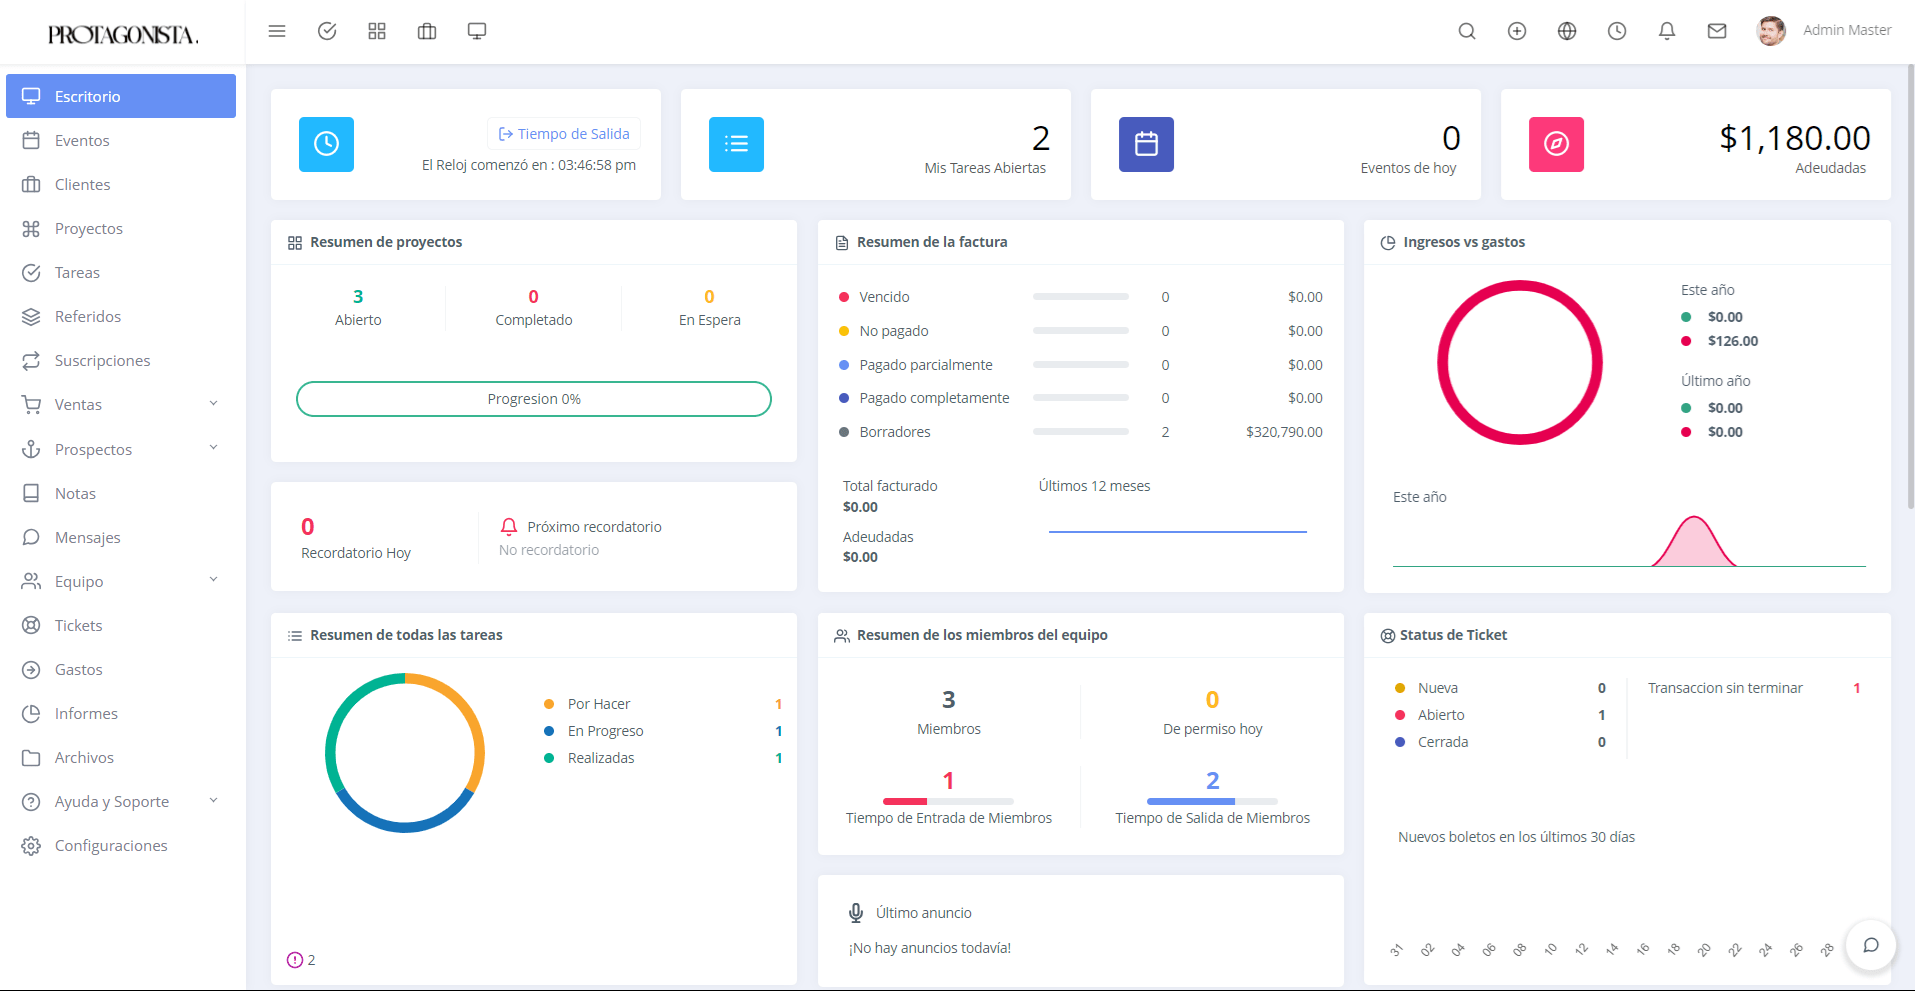 PROTAGONISTA.
Admin Master
Escritorio
Eventos
Clientes
Proyectos
Tareas
Referidos
Suscripciones
Ventas
Prospectos
Notas
Mensajes
Equipo
Tickets
Gastos
Informes
Archivos
Ayuda y Soporte
Configuraciones
Tiempo de Salida
El Reloj comenzó en : 03:46:58 pm
2
Mis Tareas Abiertas
0
Eventos de hoy
$1,180.00
Adeudadas
Resumen de proyectos
3 0 0
Abierto Completado En Espera
Progresion 0%
0
Recordatorio Hoy
Próximo recordatorio
No recordatorio
Resumen de la factura
Vencido 0 $0.00
No pagado 0 $0.00
Pagado parcialmente 0 $0.00
Pagado completamente 0 $0.00
Borradores 2 $320,790.00
Total facturado
$0.00
Adeudadas
$0.00
Últimos 12 meses
Ingresos vs gastos
Este año
$0.00
$126.00
Último año
$0.00
$0.00
Este año
Resumen de todas las tareas
Por Hacer 1
En Progreso 1
Realizadas 1
2
Resumen de los miembros del equipo
3 0
Miembros De permiso hoy
1 2
Tiempo de Entrada de Miembros Tiempo de Salida de Miembros
Último anuncio
¡No hay anuncios todavía!
Status de Ticket
Nueva 0
Abierto 1
Cerrada 0
Transaccion sin terminar 1
Nuevos boletos en los últimos 30 días
31 02 04 06 08 10 12 14 16 18 20 22 24 26 28